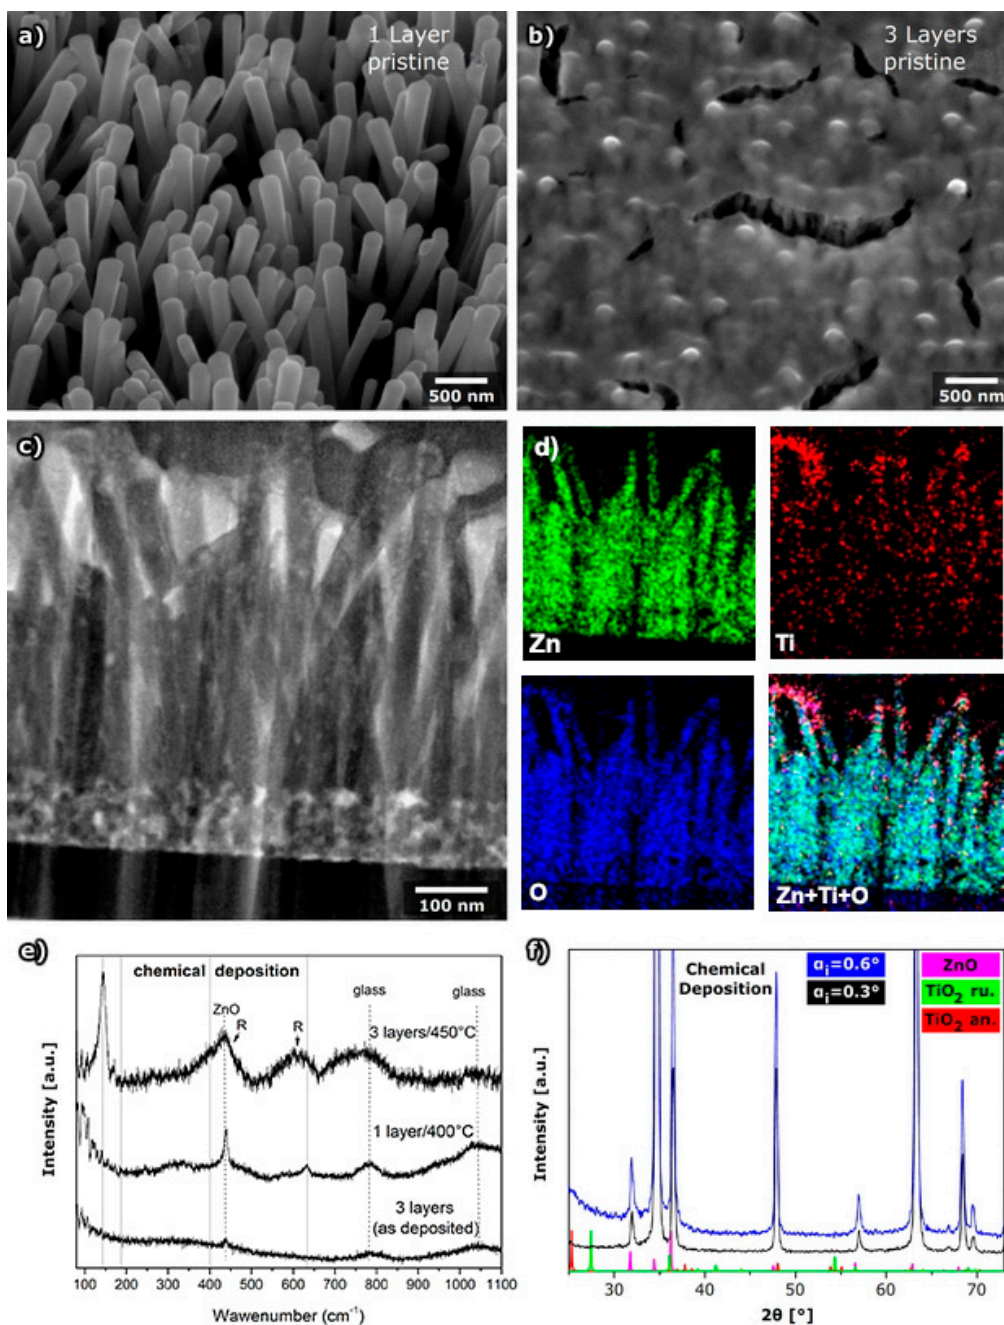 a)
1 Layer
pristine
500 nm
b)
3 Layers
pristine
500 nm
c)
100 nm
d)
Zn
Ti
O
Zn+Ti+O
e)
chemical deposition
ZnO
R
R
glass
glass
3 layers/450°C
1 layer/400°C
3 layers
(as deposited)
Intensity [a.u.]
100 200 300 400 500 600 700 800 900 1000 1100
Wavenumber (cm⁻¹)
f)
Chemical
Deposition
αᵢ=0.6°
αᵢ=0.3°
ZnO
TiO₂ ru.
TiO₂ an.
Intensity [a.u.]
30 40 50 60 70
2θ [°]